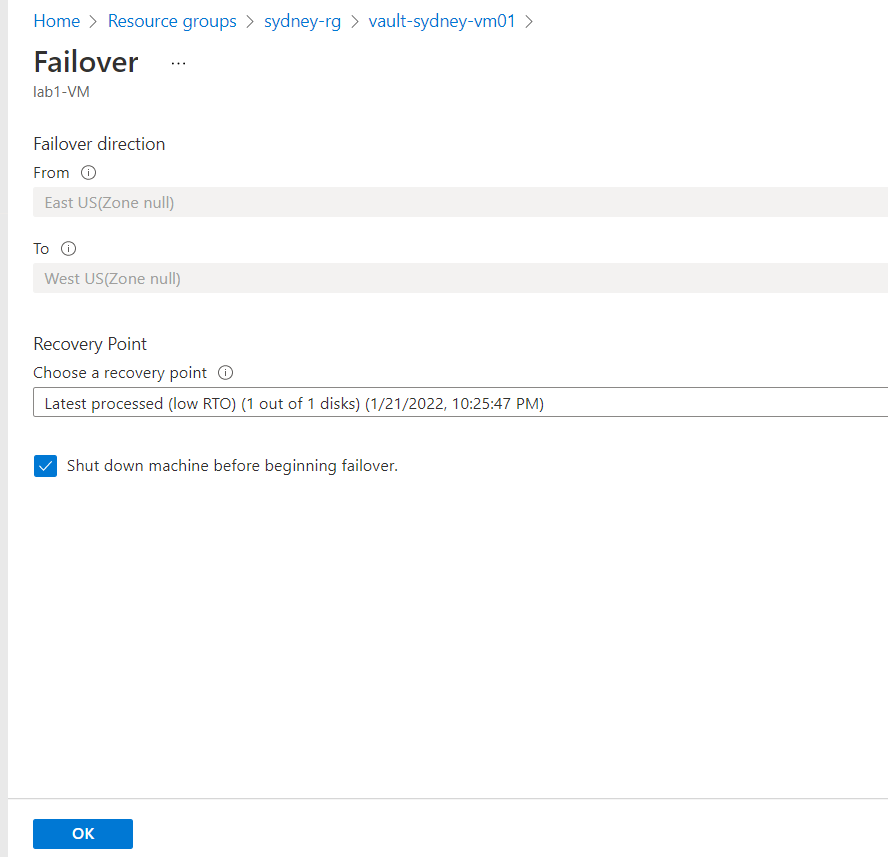 Home > Resource groups > sydney-rg > vault-sydney-vm01 >
Failover ...
lab1-VM
Failover direction
From
East US(Zone null)
To
West US(Zone null)
Recovery Point
Choose a recovery point
Latest processed (low RTO) (1 out of 1 disks) (1/21/2022, 10:25:47 PM)
Shut down machine before beginning failover.
OK